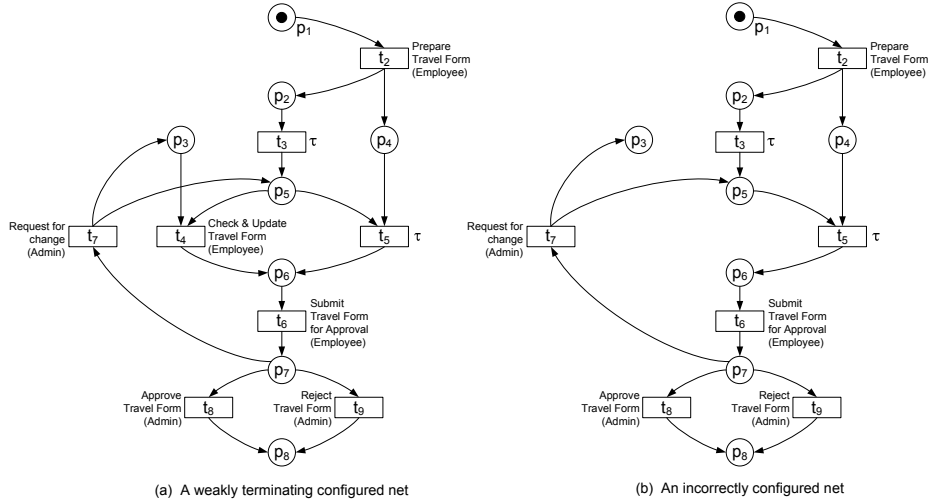 p1
t2
Prepare
Travel Form
(Employee)
p2
p3
t3
τ
p4
p5
Request for
change
(Admin)
t7
t4
Check & Update
Travel Form
(Employee)
t5
τ
p6
t6
Submit
Travel Form
for Approval
(Employee)
p7
Approve
Travel Form
(Admin)
t8
Reject
Travel Form
(Admin)
t9
p8
(a) A weakly terminating configured net
p1
t2
Prepare
Travel Form
(Employee)
p2
p3
t3
τ
p4
p5
Request for
change
(Admin)
t7
t5
τ
p6
t6
Submit
Travel Form
for Approval
(Employee)
p7
Approve
Travel Form
(Admin)
t8
Reject
Travel Form
(Admin)
t9
p8
(b) An incorrectly configured net